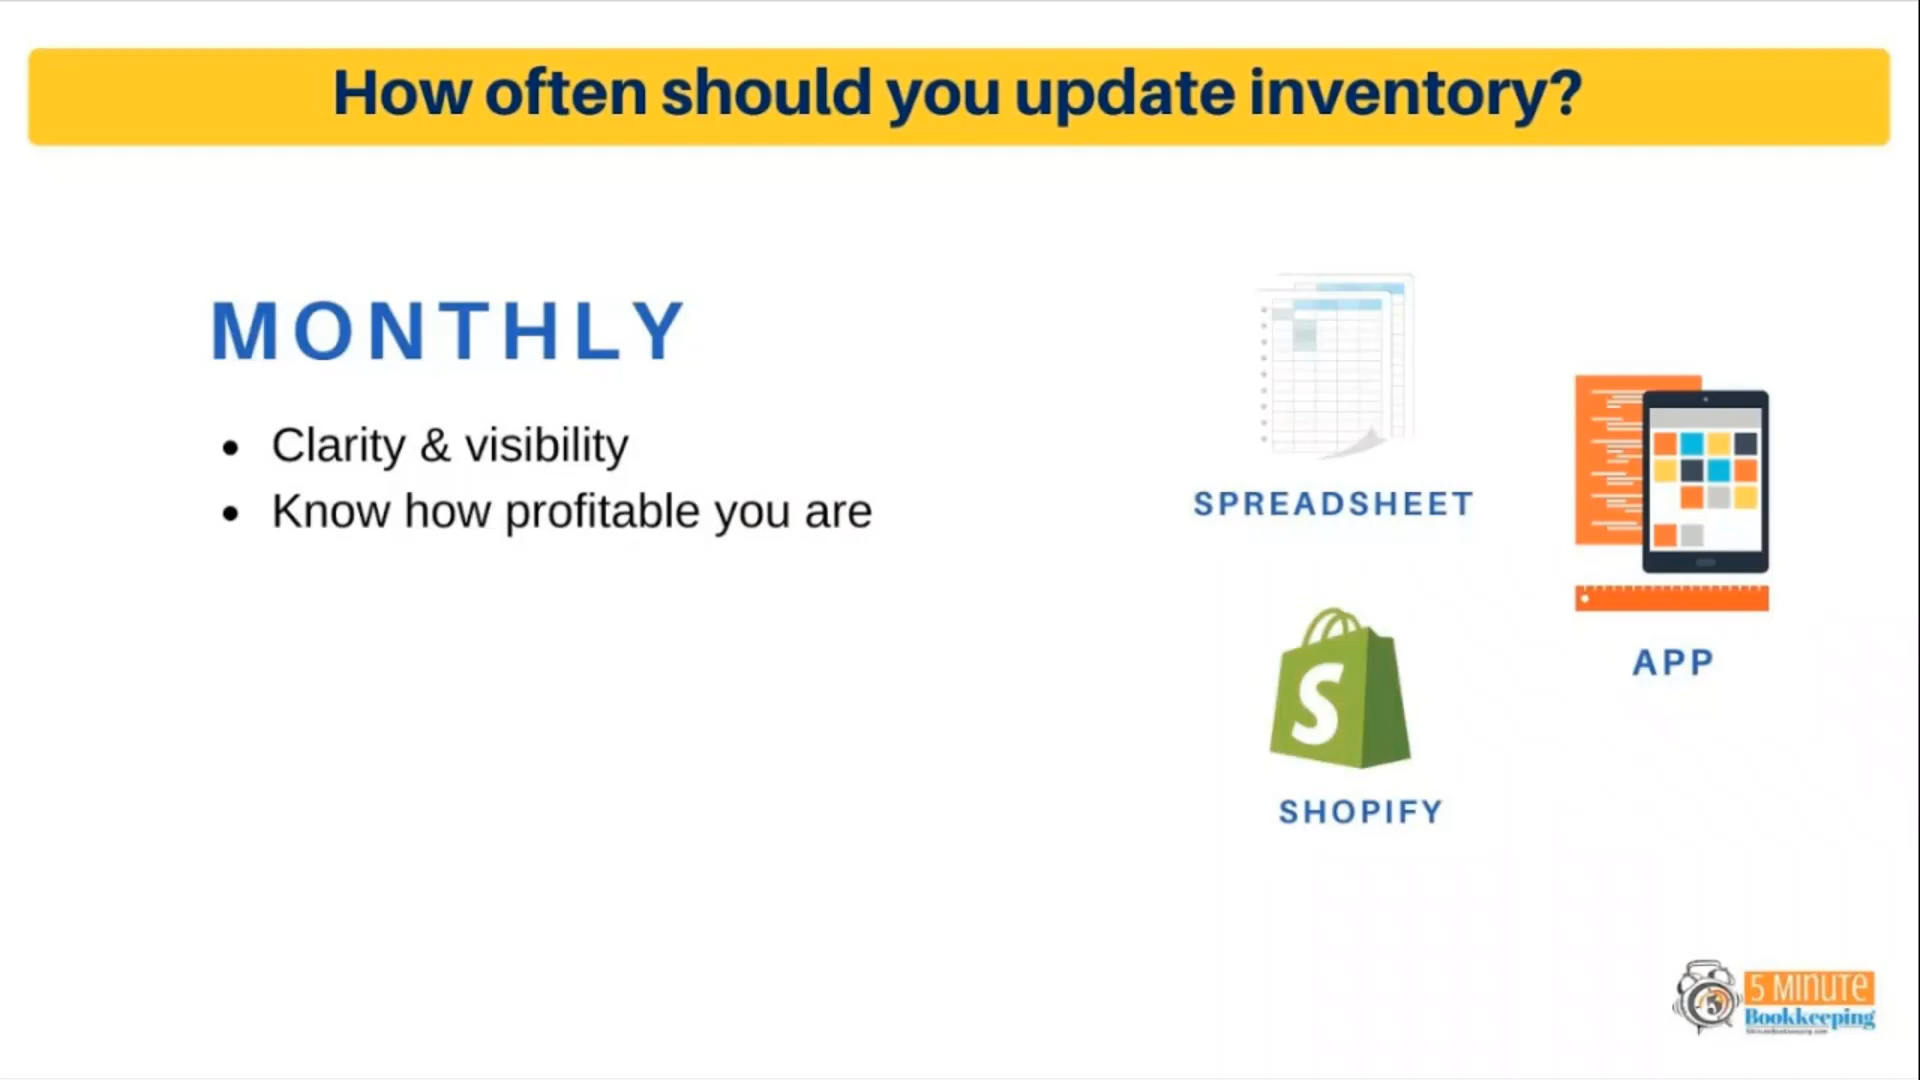 How often should you update inventory?
MONTHLY
• Clarity & visibility
• Know how profitable you are
SPREADSHEET
APP
S
SHOPIFY
5 MINUTE
Bookkeeping